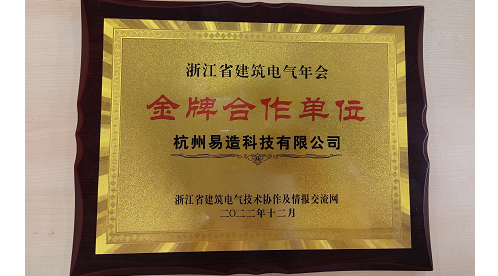 浙江省建筑电气年会
金牌合作单位
杭州易造科技有限公司
浙江省建筑电气技术协作及情报交流网
二〇二二年十二月